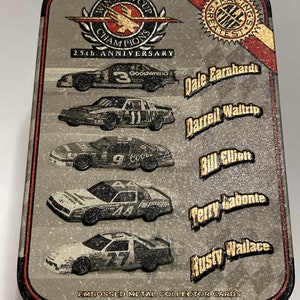 CHAMPIONS
25th ANNIVERSARY
3 Goodwrench
Dale Earnhardt
11
Darrell Waltrip
9 Coors
Bill Elliott
44
Terry Labonte
27
Rusty Wallace
EMBOSSED METAL COLLECTOR CARDS